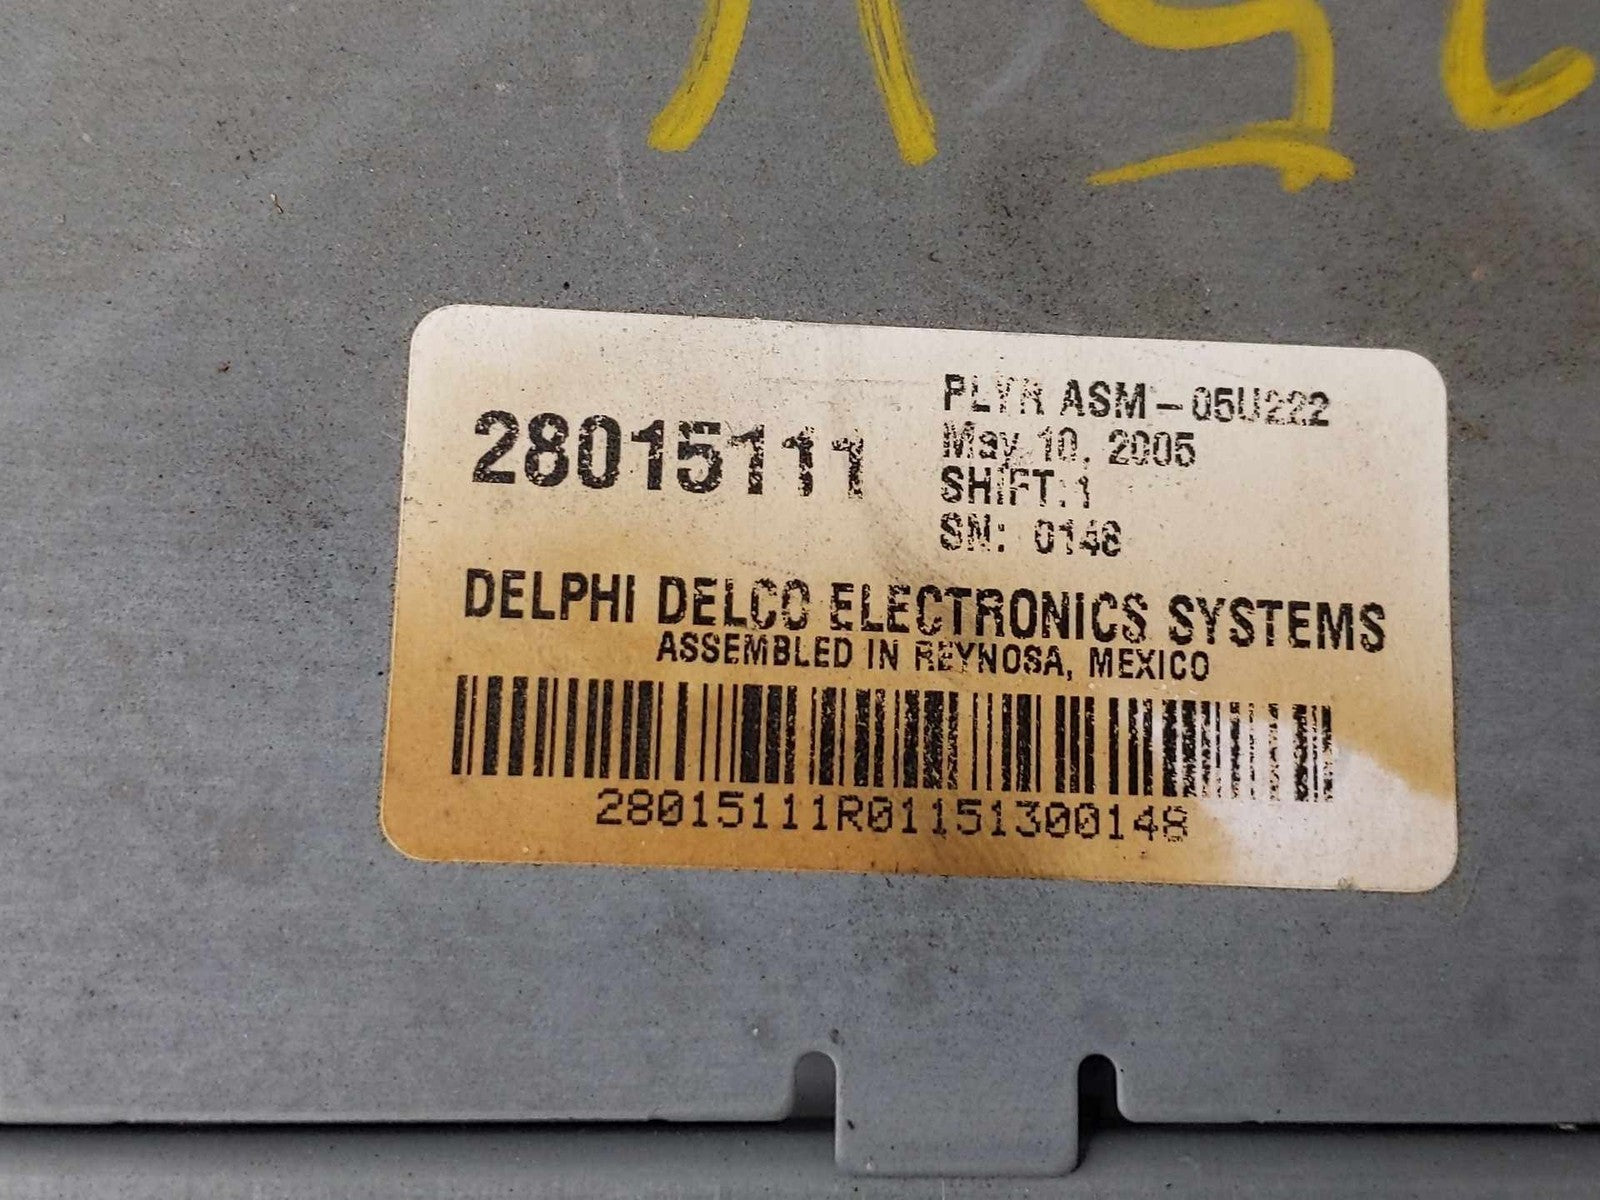 28015111
PLYR ASM - 05U222
May 10, 2005
SHIFT: 1
SN: 0148
DELPHI DELCO ELECTRONICS SYSTEMS
ASSEMBLED IN REYNOSA, MEXICO
28015111R01151300148